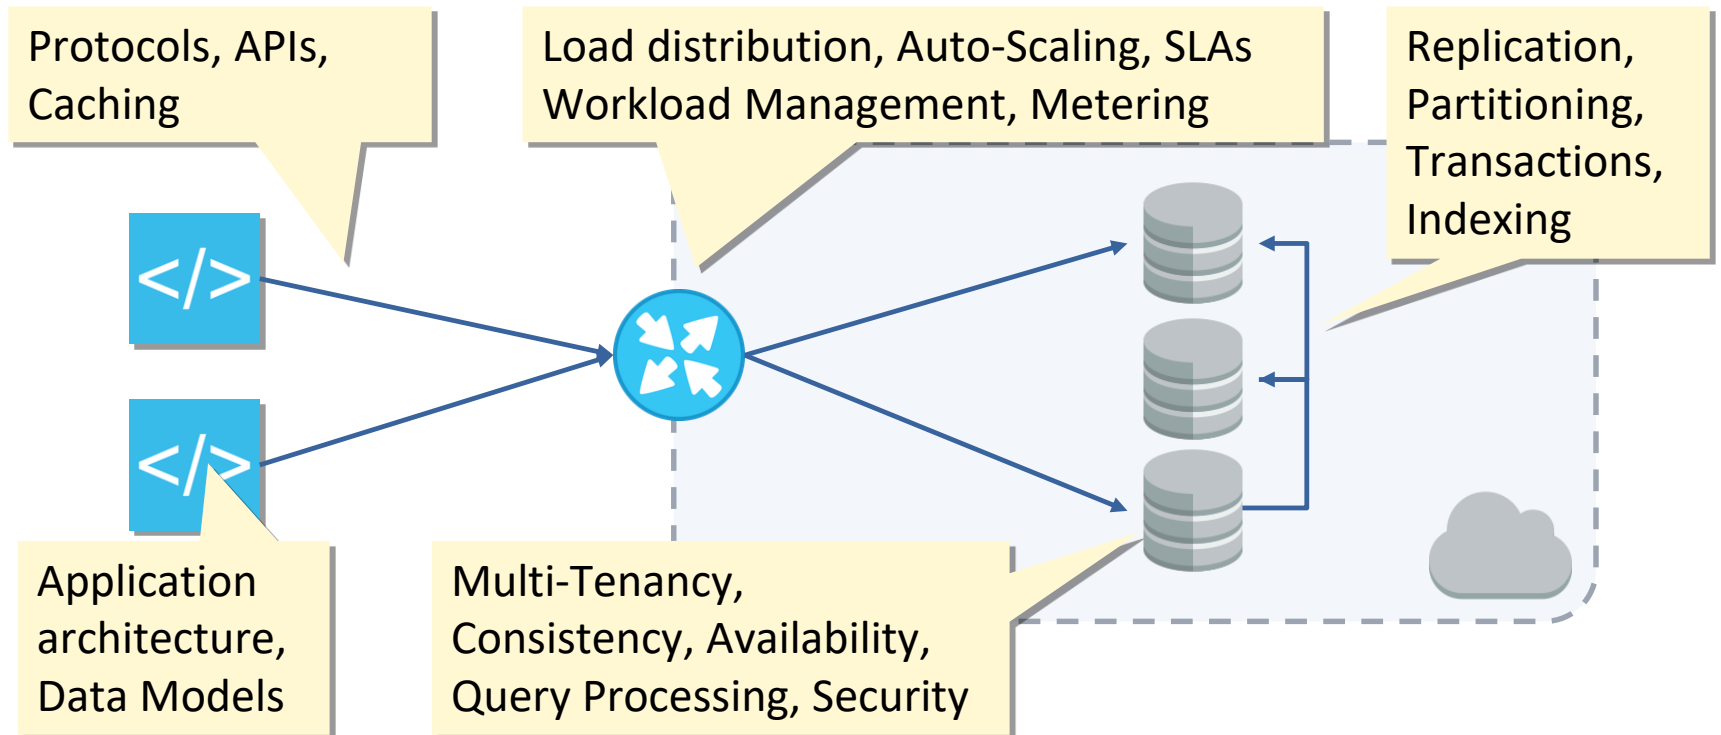 Protocols, APIs,
Caching
Load distribution, Auto-Scaling, SLAs
Workload Management, Metering
Replication,
Partitioning,
Transactions,
Indexing
</>
</>
Application
architecture,
Data Models
Multi-Tenancy,
Consistency, Availability,
Query Processing, Security